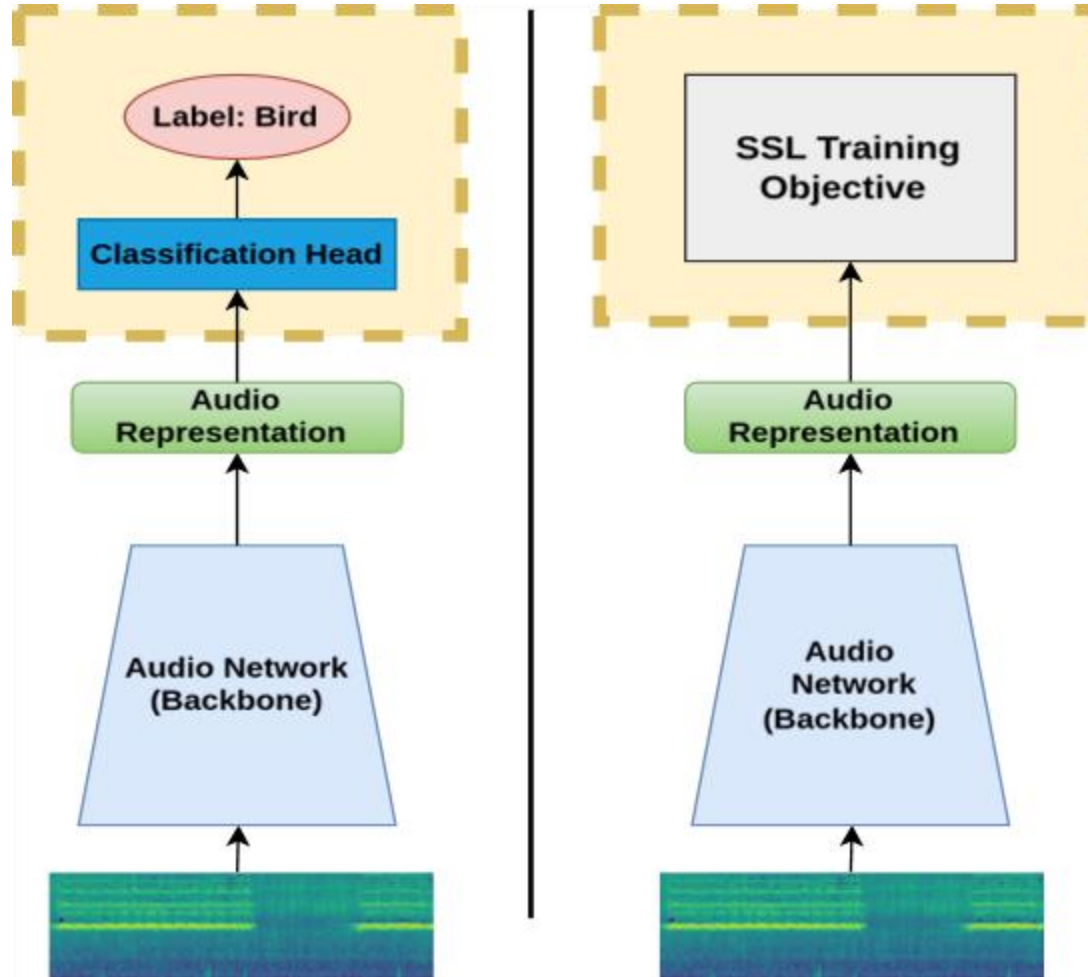 Label: Bird
Classification Head
Audio
Representation
Audio Network
(Backbone)
SSL Training
Objective
Audio
Representation
Audio
Network
(Backbone)